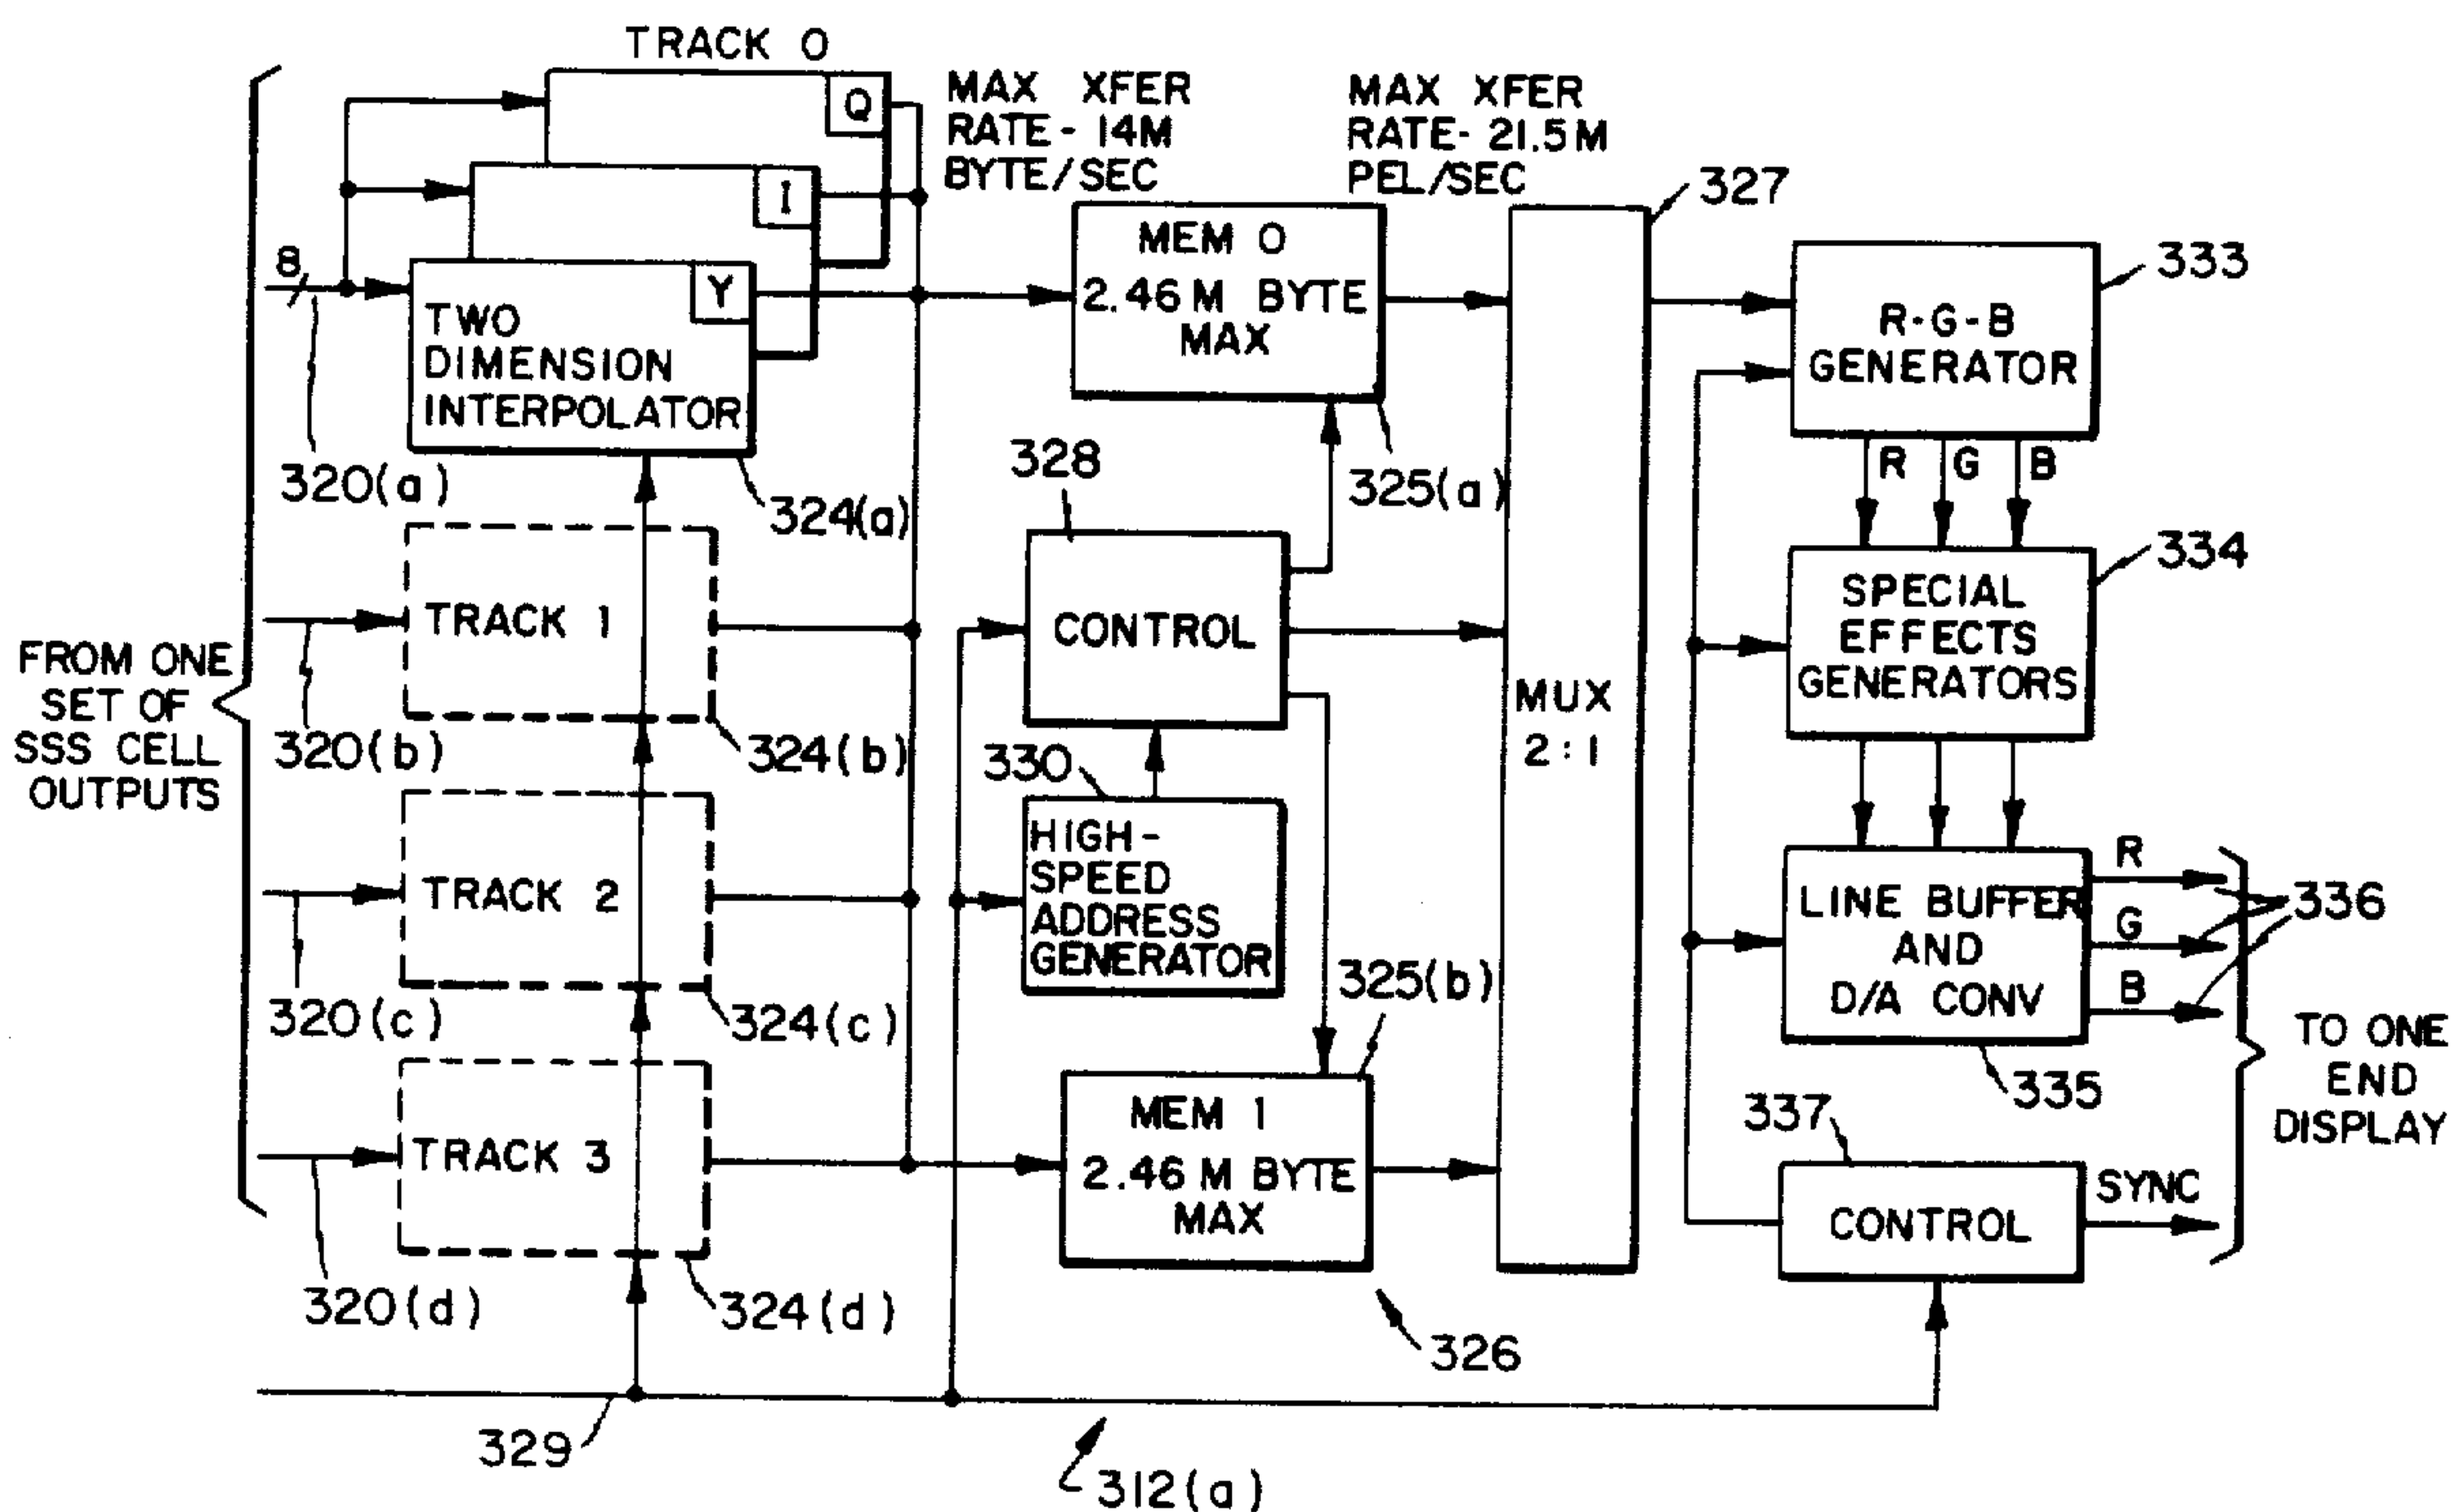 TRACK 0
Q
I
Y
TWO
DIMENSION
INTERPOLATOR
8
320(a)
324(a)
MAX XFER
RATE - 14M
BYTE/SEC
MAX XFER
RATE- 21.5M
PEL/SEC
327
MEM 0
2.46 M BYTE
MAX
325(a)
R-G-B
GENERATOR
333
R G B
328
CONTROL
TRACK 1
320(b)
324(b)
FROM ONE
SET OF
SSS CELL
OUTPUTS
MUX
2:1
SPECIAL
EFFECTS
GENERATORS
334
330
HIGH-
SPEED
ADDRESS
GENERATOR
TRACK 2
320(c)
324(c)
325(b)
LINE BUFFER
AND
D/A CONV
R
G
B
336
335
TO ONE
END
DISPLAY
TRACK 3
320(d)
324(d)
MEM 1
2.46 M BYTE
MAX
326
337
CONTROL
SYNC
329
312(a)